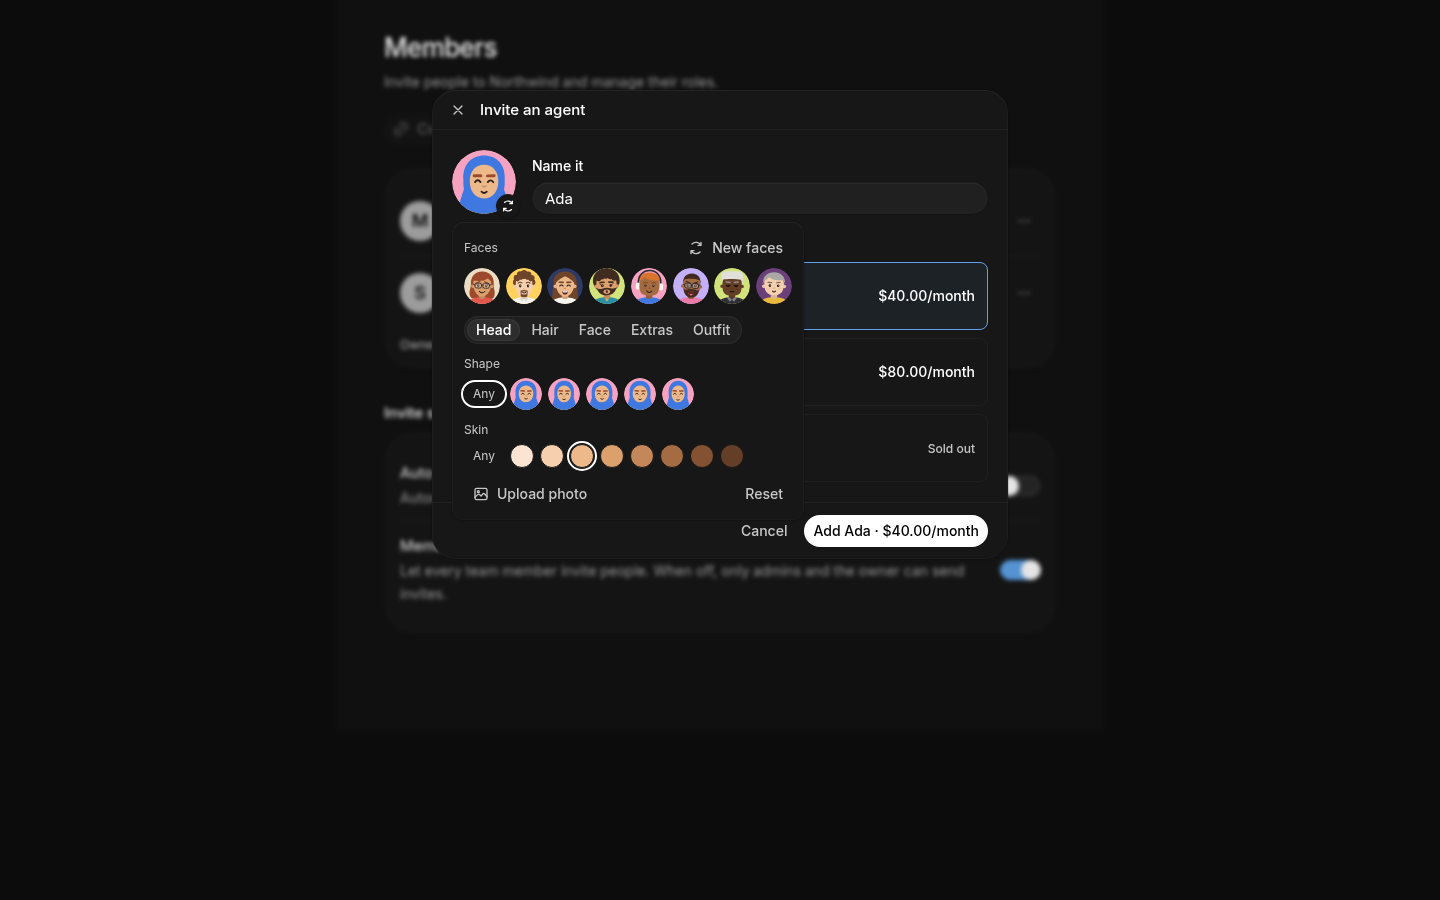 Members
Invite people to Northwind and manage their roles.
Invite an agent
Name it
Ada
Faces
New faces
$40.00/month
Head Hair Face Extras Outfit
Shape
$80.00/month
Any
Skin
Any
Sold out
Upload photo
Reset
Cancel
Add Ada · $40.00/month
Let every team member invite people. When off, only admins and the owner can send
invites.